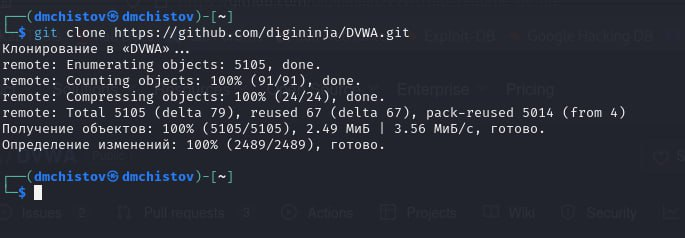 ┌──(dmchistov㉿dmchistov)-[~]
└─$ git clone https://github.com/digininja/DVWA.git
Клонирование в «DVWA»...
remote: Enumerating objects: 5105, done.
remote: Counting objects: 100% (91/91), done.
remote: Compressing objects: 100% (24/24), done.
remote: Total 5105 (delta 79), reused 67 (delta 67), pack-reused 5014 (from 4)
Получение объектов: 100% (5105/5105), 2.49 МиБ | 3.56 МиБ/с, готово.
Определение изменений: 100% (2489/2489), готово.
┌──(dmchistov㉿dmchistov)-[~]
└─$
Exploit-DB
Google Hacking DB
Enterprise
Pricing
DVWA
Public
Issues 2
Pull requests 3
Actions
Projects
Wiki
Security